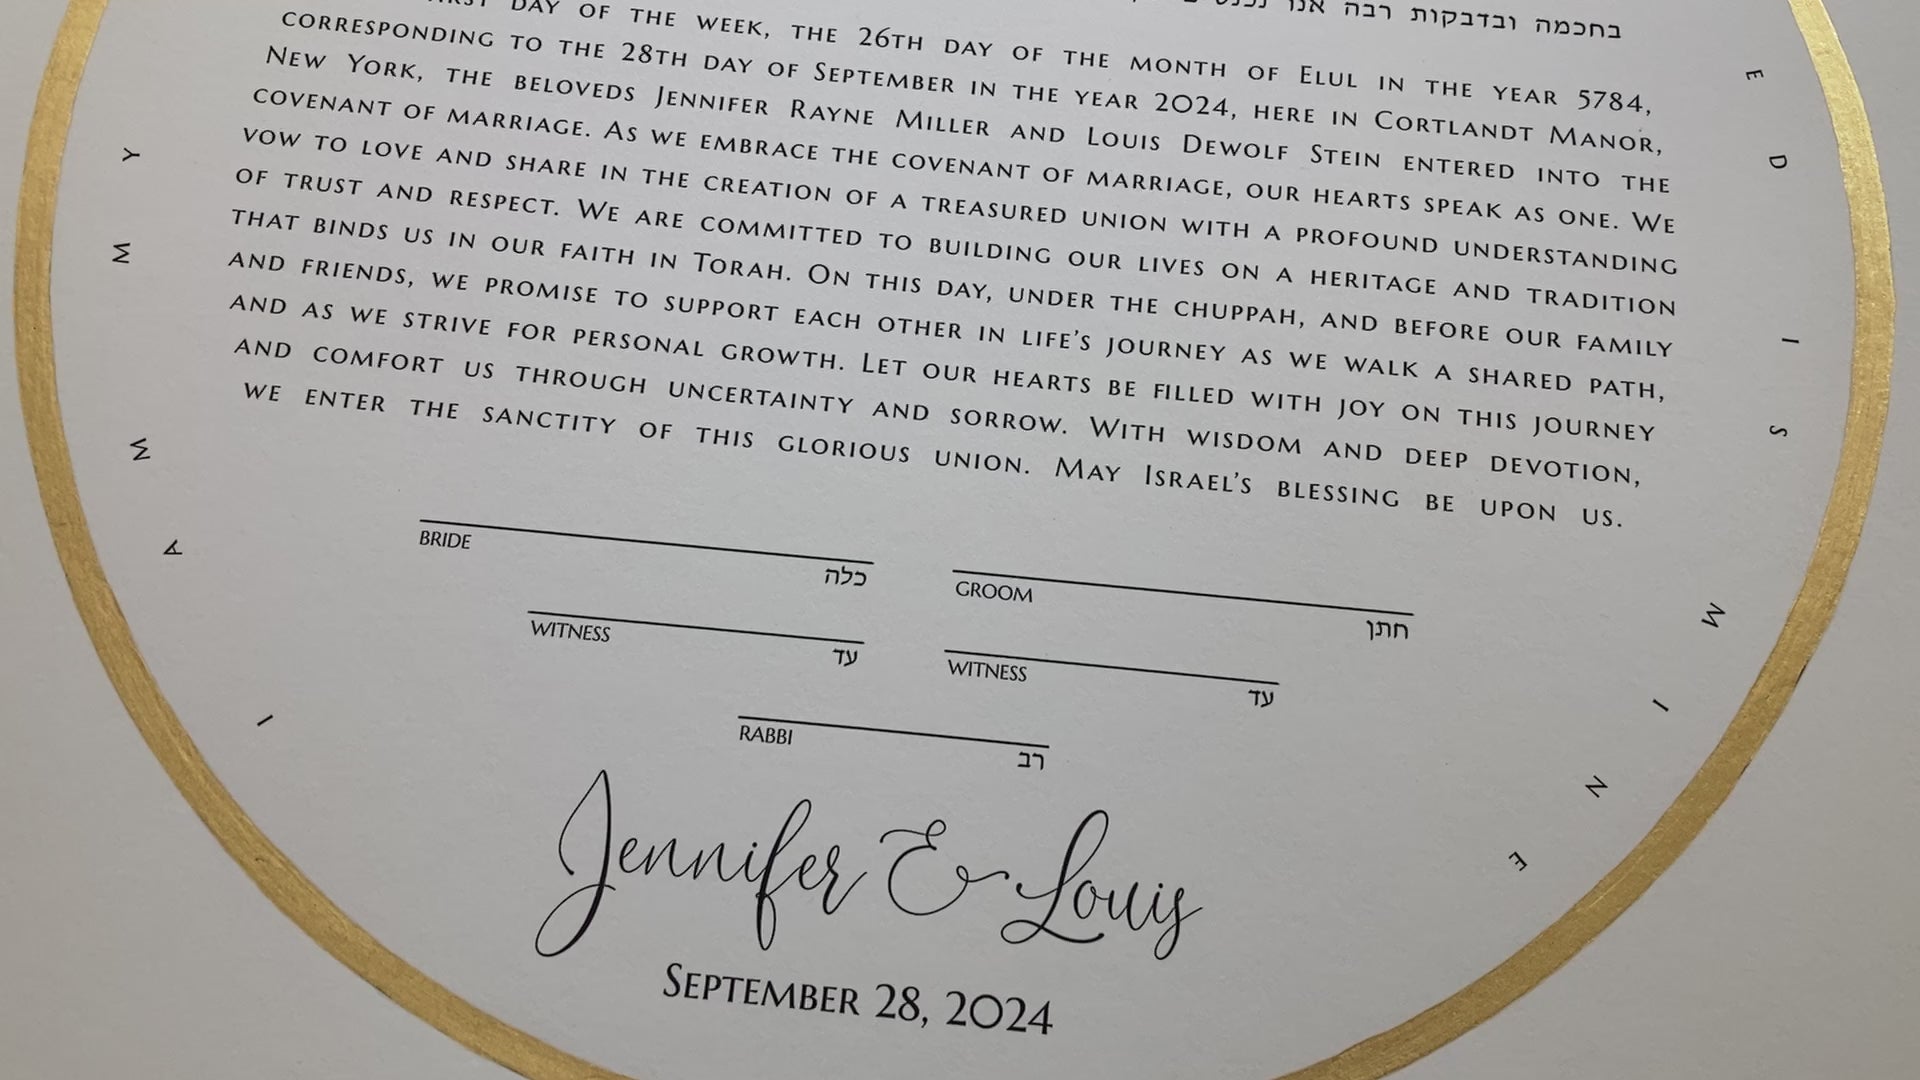 בחכמה ובדבקות רבה אנו
DAY OF THE WEEK, THE 26TH DAY OF THE MONTH OF ELUL IN THE YEAR 5784,
CORRESPONDING TO THE 28TH DAY OF SEPTEMBER IN THE YEAR 2024, HERE IN CORTLANDT MANOR,
NEW YORK, THE BELOVEDS JENNIFER RAYNE MILLER AND LOUIS DEWOLF STEIN ENTERED INTO THE
COVENANT OF MARRIAGE. AS WE EMBRACE THE COVENANT OF MARRIAGE, OUR HEARTS SPEAK AS ONE. WE
VOW TO LOVE AND SHARE IN THE CREATION OF A TREASURED UNION WITH A PROFOUND UNDERSTANDING
OF TRUST AND RESPECT. WE ARE COMMITTED TO BUILDING OUR LIVES ON A HERITAGE AND TRADITION
THAT BINDS US IN OUR FAITH IN TORAH. ON THIS DAY, UNDER THE CHUPPAH, AND BEFORE OUR FAMILY
AND FRIENDS, WE PROMISE TO SUPPORT EACH OTHER IN LIFE'S JOURNEY AS WE WALK A SHARED PATH,
AND AS WE STRIVE FOR PERSONAL GROWTH. LET OUR HEARTS BE FILLED WITH JOY ON THIS JOURNEY
AND COMFORT US THROUGH UNCERTAINTY AND SORROW. WITH WISDOM AND DEEP DEVOTION,
WE ENTER THE SANCTITY OF THIS GLORIOUS UNION. MAY ISRAEL'S BLESSING BE UPON US.
BRIDE כלה
GROOM חתן
WITNESS עד
WITNESS עד
RABBI רב
Jennifer & Louis
SEPTEMBER 28, 2024
I AM MY
E D I S M I N E